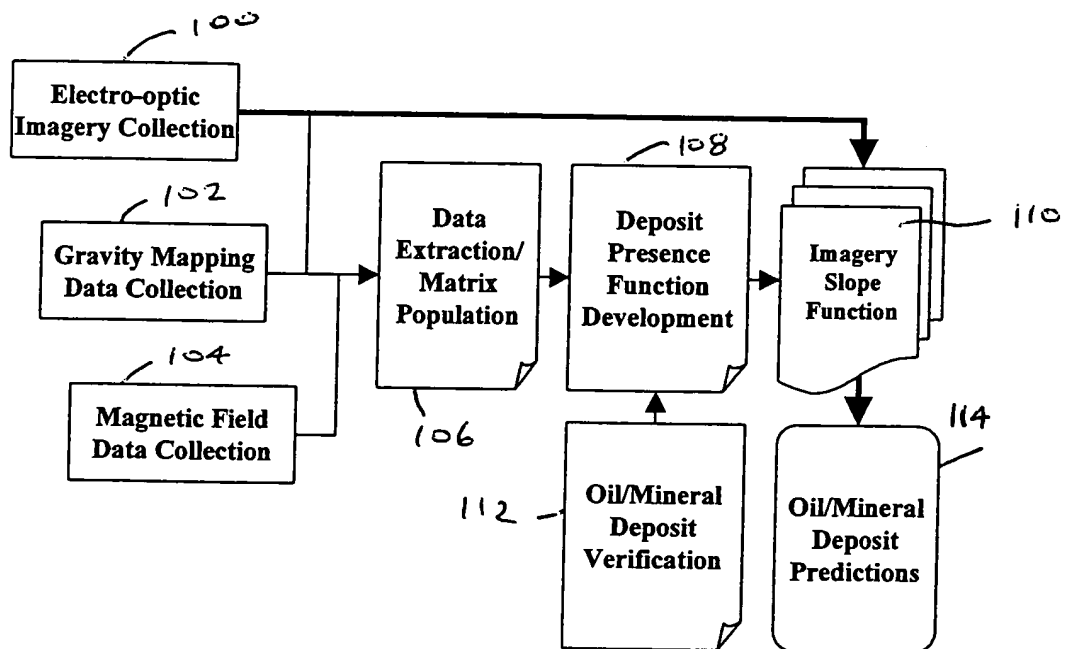 100
Electro-optic
Imagery Collection
102
Gravity Mapping
Data Collection
104
Magnetic Field
Data Collection
Data
Extraction/
Matrix
Population
106
108
Deposit
Presence
Function
Development
110
Imagery
Slope
Function
112
Oil/Mineral
Deposit
Verification
114
Oil/Mineral
Deposit
Predictions